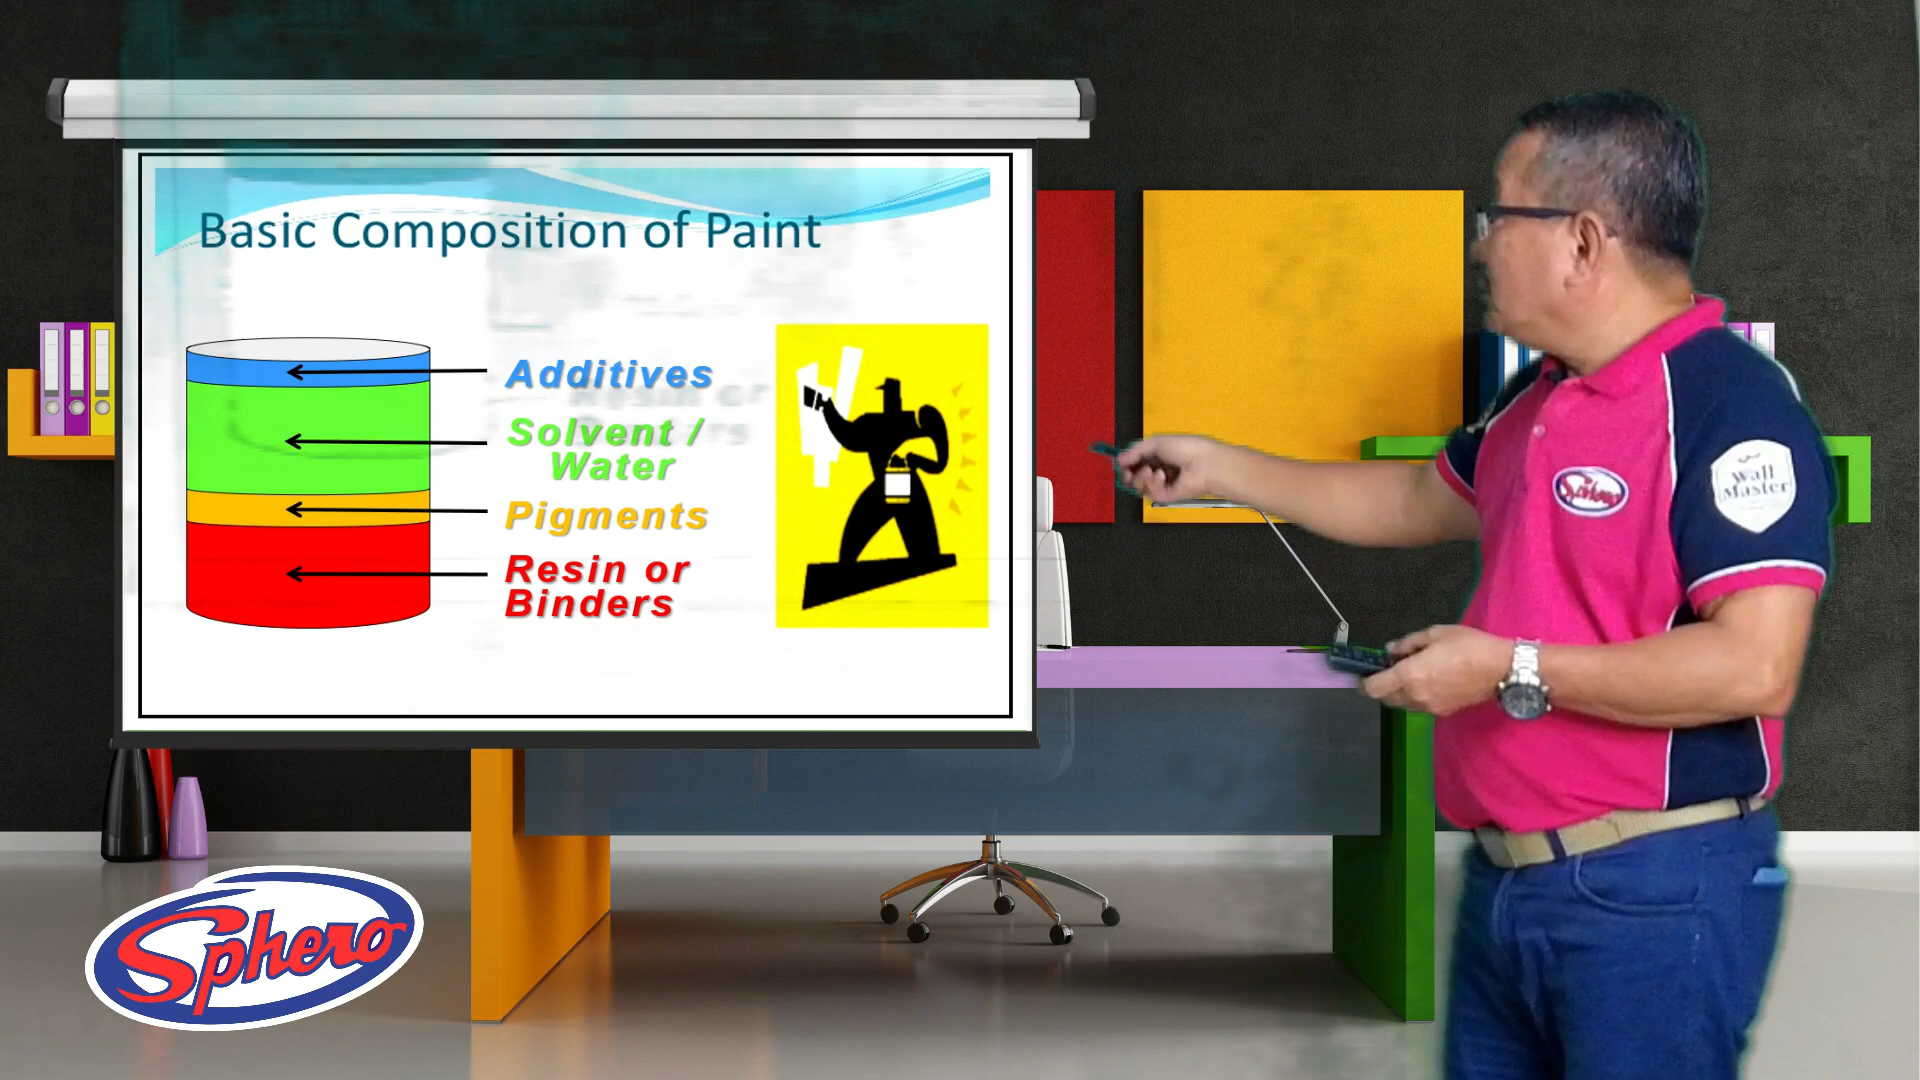 Basic Composition of Paint
Additives
Solvent /
Water
Pigments
Resin or
Binders
Sphero
Wall
Master
Sphero